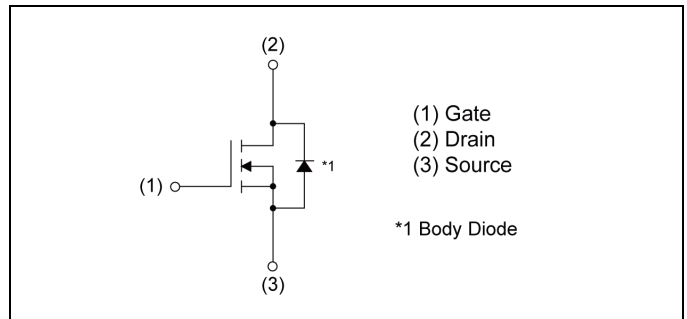 (2)
(1) Gate
(2) Drain
(3) Source
*1
(1)
*1 Body Diode
(3)